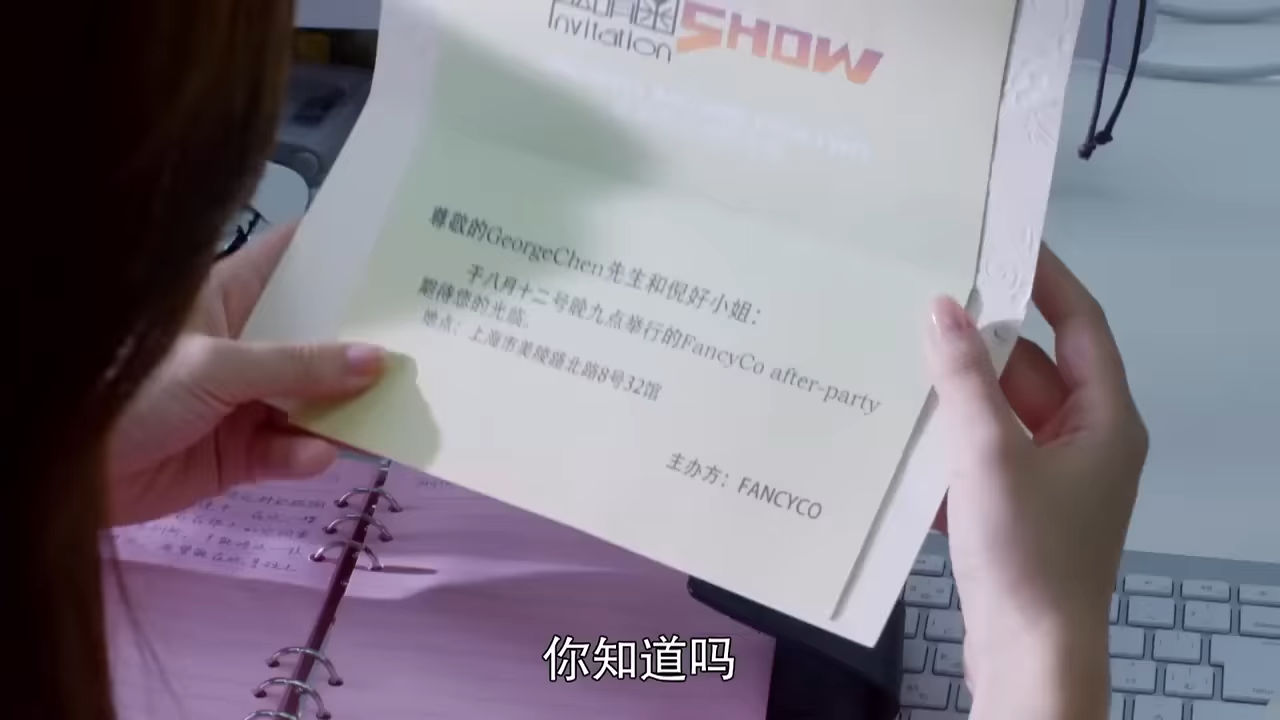 Invitation
SHOW
尊敬的GeorgeChen先生和倪好小姐：
于八月十二号晚九点举行的FancyCo after-party
期待您的光临。
地点：上海市美陵路北路8号32馆
主办方：FANCYCO
你知道吗